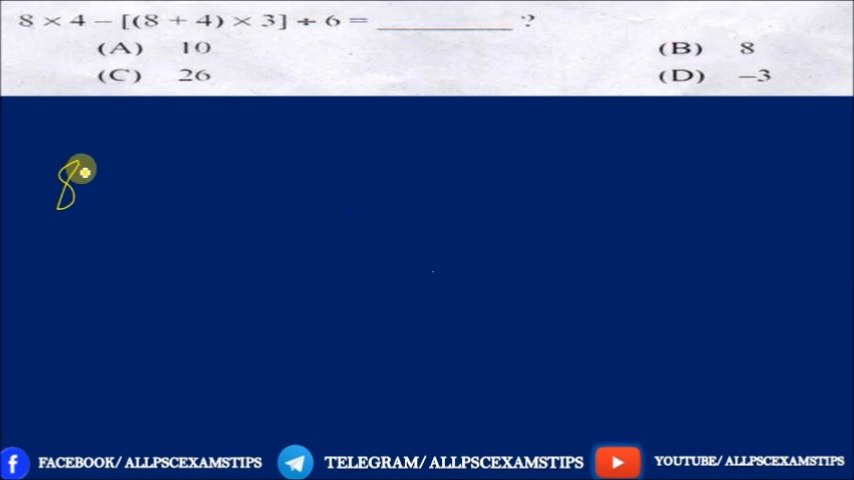 8 × 4 – [(8 + 4) × 3] ÷ 6 = __________ ?
(A) 10 (B) 8
(C) 26 (D) –3
8
FACEBOOK/ ALLPSCEXAMSTIPS TELEGRAM/ ALLPSCEXAMSTIPS YOUTUBE/ ALLPSCEXAMSTIPS